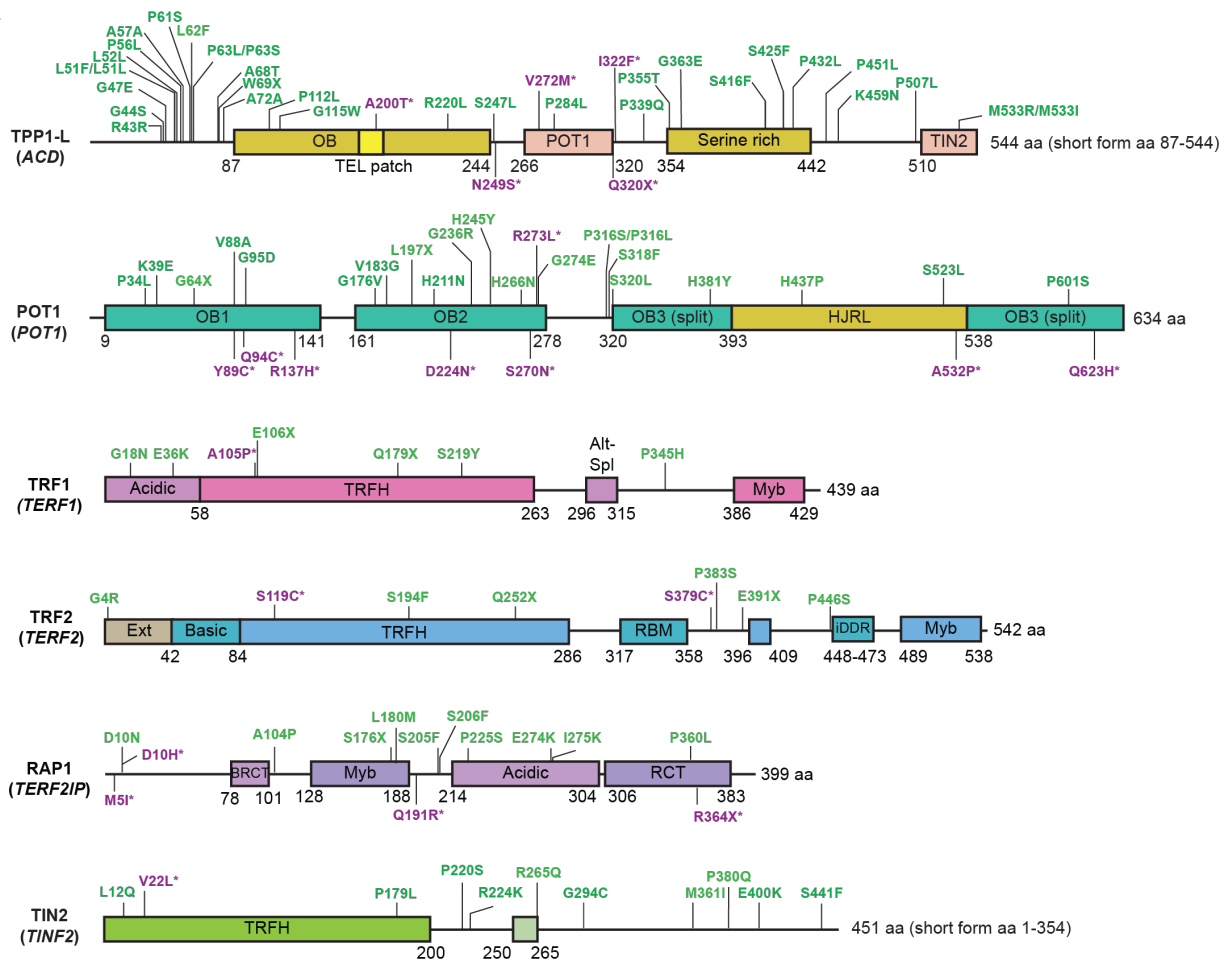 P61S
A57A
L62F
P56L
P63L/P63S
L52L
L51F/L51L
A68T
G47E
W69X
A72A
G44S
R43R
P112L
G115W
A200T*
R220L
S247L
V272M*
P284L
I322F*
P355T
P339Q
G363E
S416F
S425F
P432L
P451L
K459N
P507L
M533R/M533I
TPP1-L
(ACD)
OB
POT1
Serine rich
TIN2
544 aa (short form aa 87-544)
87
TEL patch
244
266
320
354
442
510
N249S*
Q320X*
H245Y
G236R
R273L*
P316S/P316L
V88A
G95D
L197X
G274E
S318F
K39E
V183G
P34L
G64X
G176V
H211N
H266N
S320L
H381Y
H437P
S523L
P601S
POT1
(POT1)
OB1
OB2
OB3 (split)
HJRL
OB3 (split)
634 aa
9
141
161
278
320
393
538
Q94C*
Y89C*
R137H*
D224N*
S270N*
A532P*
Q623H*
E106X
G18N
E36K
A105P*
Q179X
S219Y
Alt-
Spl
P345H
TRF1
(TERF1)
Acidic
TRFH
Myb
439 aa
58
263
296
315
386
429
G4R
S119C*
S194F
Q252X
S379C*
P383S
E391X
P446S
TRF2
(TERF2)
Ext
Basic
TRFH
RBM
iDDR
Myb
542 aa
42
84
286
317
358
396
409
448-473
489
538
L180M
S206F
D10N
A104P
S176X
S205F
P225S
E274K
I275K
P360L
D10H*
RAP1
(TERF2IP)
BRCT
Myb
Acidic
RCT
399 aa
M5I*
78
101
128
188
214
304
306
383
Q191R*
R364X*
V22L*
P220S
R265Q
P380Q
L12Q
P179L
R224K
G294C
M361I
E400K
S441F
TIN2
(TINF2)
TRFH
451 aa (short form aa 1-354)
200
250
265